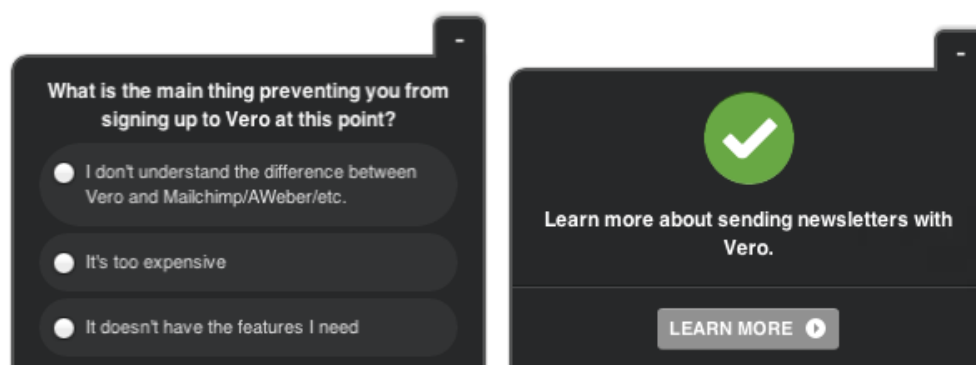 -
What is the main thing preventing you from
signing up to Vero at this point?
I don't understand the difference between
Vero and Mailchimp/AWeber/etc.
It's too expensive
It doesn't have the features I need
-
Learn more about sending newsletters with
Vero.
LEARN MORE